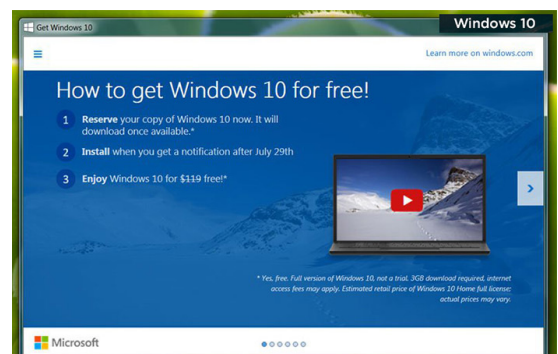 Get Windows 10
Windows 10
Learn more on windows.com
How to get Windows 10 for free!
1 Reserve your copy of Windows 10 now. It will
download once available.*
2 Install when you get a notification after July 29th
3 Enjoy Windows 10 for $119 free!*
* Yes, free. Full version of Windows 10, not a trial. 3GB download required, internet
access fees may apply. Estimated retail price of Windows 10 Home full license:
actual prices may vary.
Microsoft